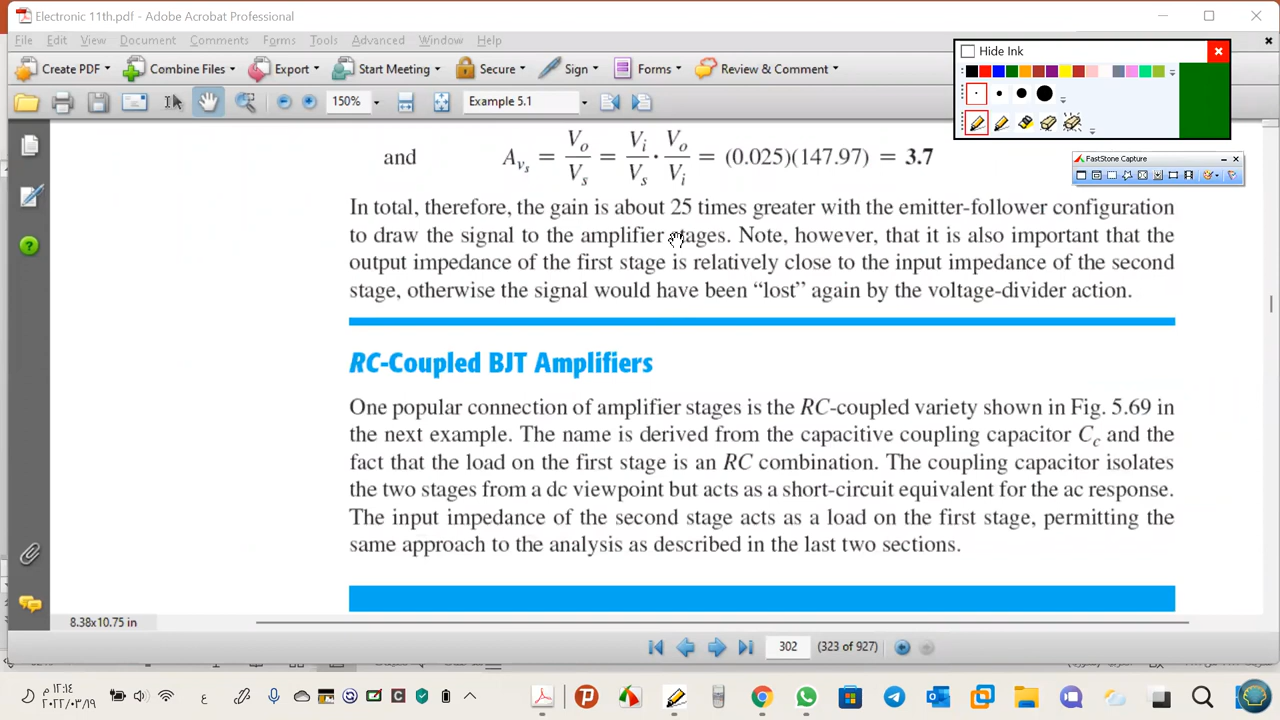 Electronic 11th.pdf - Adobe Acrobat Professional
File Edit View Document Comments Forms Tools Advanced Window Help
Hide Ink
Create PDF Combine Files Export Start Meeting Secure Sign Forms Review & Comment
150% Example 5.1
FastStone Capture
and A_{v_s} = V_o/V_s = V_i/V_s · V_o/V_i = (0.025)(147.97) = 3.7
In total, therefore, the gain is about 25 times greater with the emitter-follower configuration
to draw the signal to the amplifier stages. Note, however, that it is also important that the
output impedance of the first stage is relatively close to the input impedance of the second
stage, otherwise the signal would have been “lost” again by the voltage-divider action.
RC-Coupled BJT Amplifiers
One popular connection of amplifier stages is the RC-coupled variety shown in Fig. 5.69 in
the next example. The name is derived from the capacitive coupling capacitor C_c and the
fact that the load on the first stage is an RC combination. The coupling capacitor isolates
the two stages from a dc viewpoint but acts as a short-circuit equivalent for the ac response.
The input impedance of the second stage acts as a load on the first stage, permitting the
same approach to the analysis as described in the last two sections.
8.38x10.75 in
302 (323 of 927)
١٢:١٤ م
٢٠٢٢/٠٣/١٩
ع